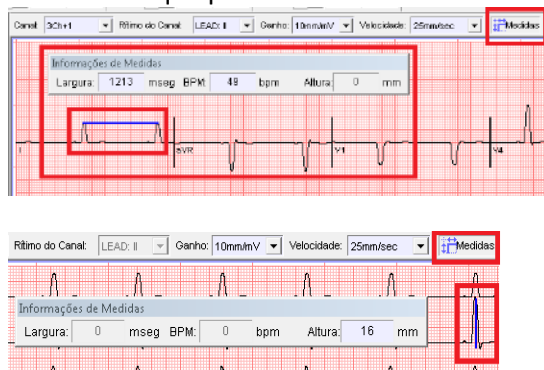 Canal: 3Ch+1 Ritimo do Canal: LEAD: II Ganho: 10mm/mV Velocidade: 25mm/sec Medidas
Informações de Medidas
Largura: 1213 mseg BPM: 49 bpm Altura: 0 mm
I aVR V1 V4
Ritimo do Canal: LEAD: II Ganho: 10mm/mV Velocidade: 25mm/sec Medidas
Informações de Medidas
Largura: 0 mseg BPM: 0 bpm Altura: 16 mm